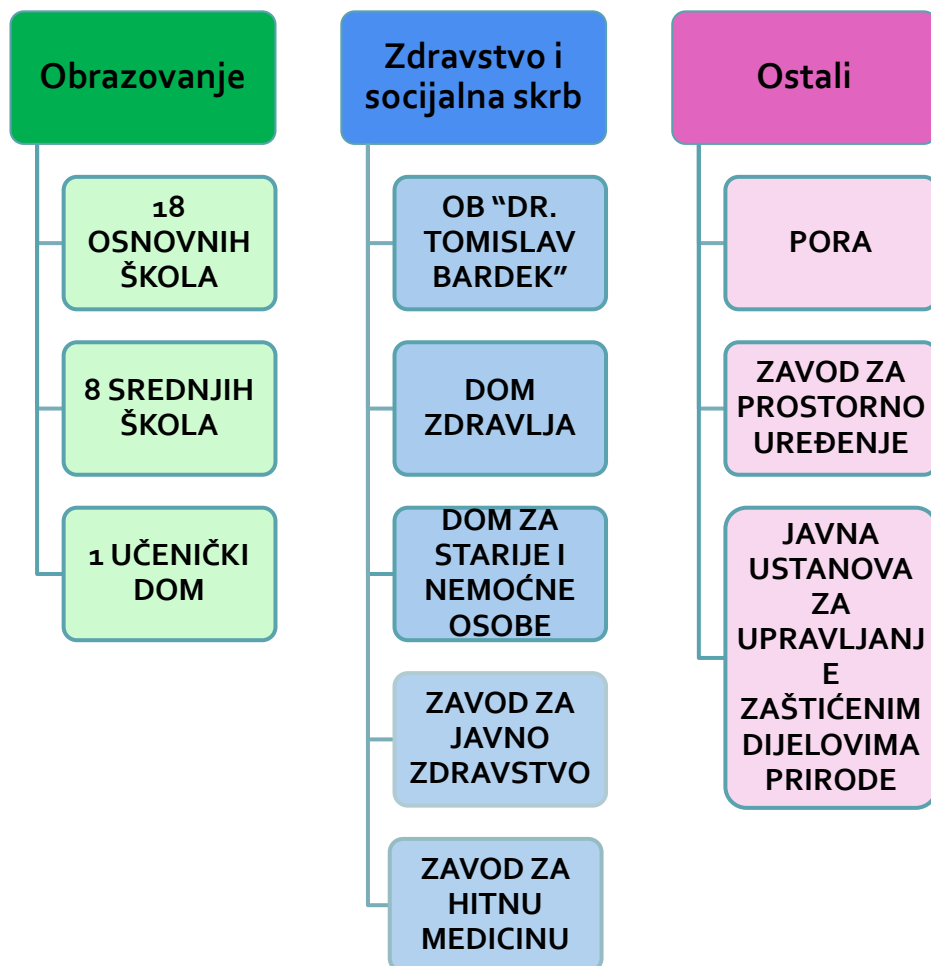 Obrazovanje
18
OSNOVNIH
ŠKOLA
8 SREDNJIH
ŠKOLA
1 UČENIČKI
DOM
Zdravstvo i
socijalna skrb
OB “DR.
TOMISLAV
BARDEK”
DOM
ZDRAVLJA
DOM ZA
STARIJE I
NEMOĆNE
OSOBE
ZAVOD ZA
JAVNO
ZDRAVSTVO
ZAVOD ZA
HITNU
MEDICINU
Ostali
PORA
ZAVOD ZA
PROSTORNO
UREĐENJE
JAVNA
USTANOVA
ZA
UPRAVLJANJ
E
ZAŠTIĆENIM
DIJELOVIMA
PRIRODE